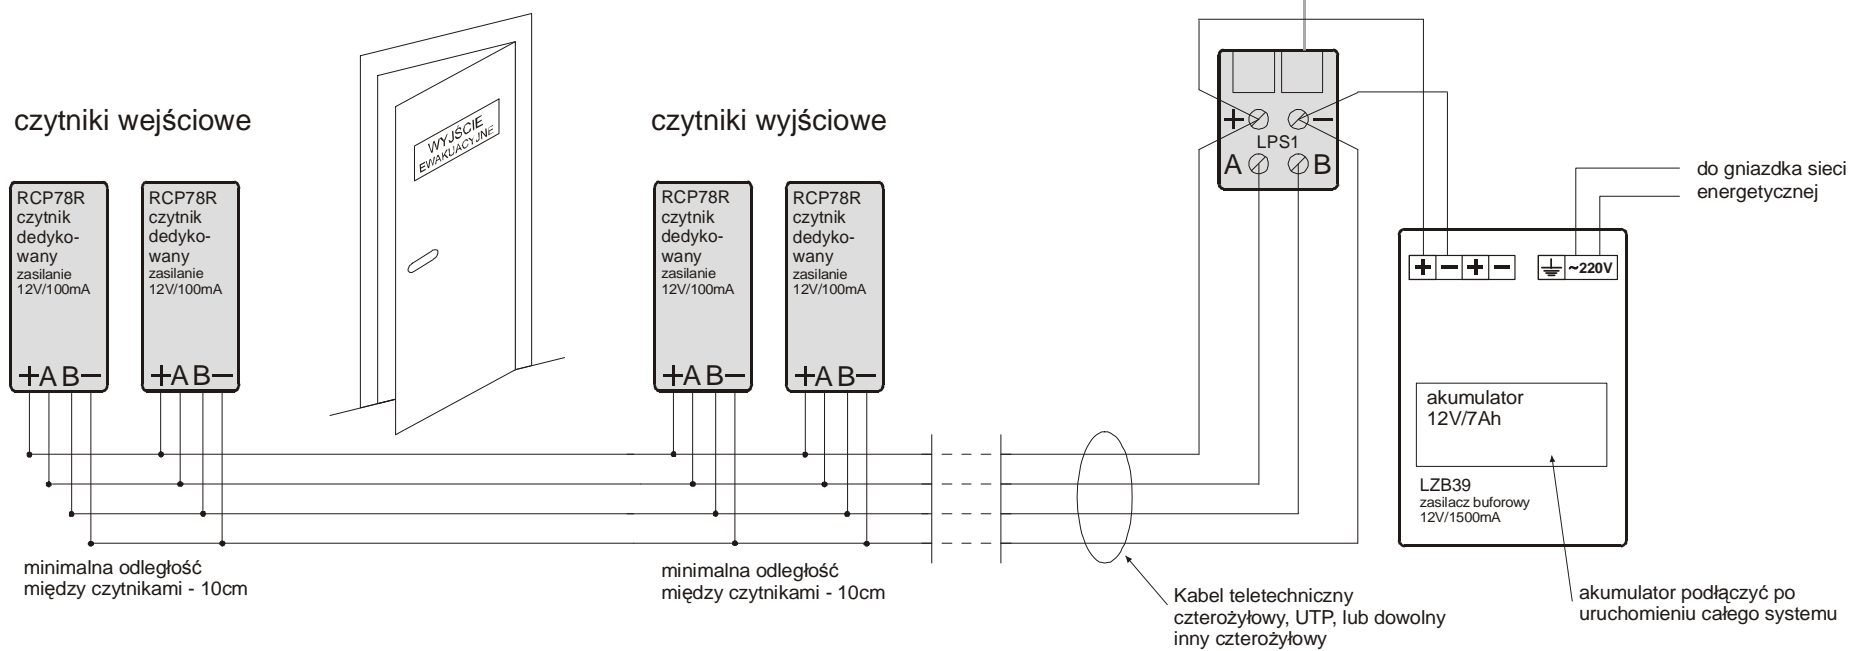 czytniki wejściowe
RCP78R
czytnik
dedyko-
wany
zasilanie
12V/100mA
+AB−
RCP78R
czytnik
dedyko-
wany
zasilanie
12V/100mA
+AB−
minimalna odległość
między czytnikami - 10cm
WYJŚCIE
EWAKUACYJNE
czytniki wyjściowe
RCP78R
czytnik
dedyko-
wany
zasilanie
12V/100mA
+AB−
RCP78R
czytnik
dedyko-
wany
zasilanie
12V/100mA
+AB−
minimalna odległość
między czytnikami - 10cm
+ −
LPS1
A B
Kabel teletechniczny
czterożyłowy, UTP, lub dowolny
inny czterożyłowy
do gniazdka sieci
energetycznej
+ − + − ~220V
akumulator
12V/7Ah
LZB39
zasilacz buforowy
12V/1500mA
akumulator podłączyć po
uruchomieniu całego systemu